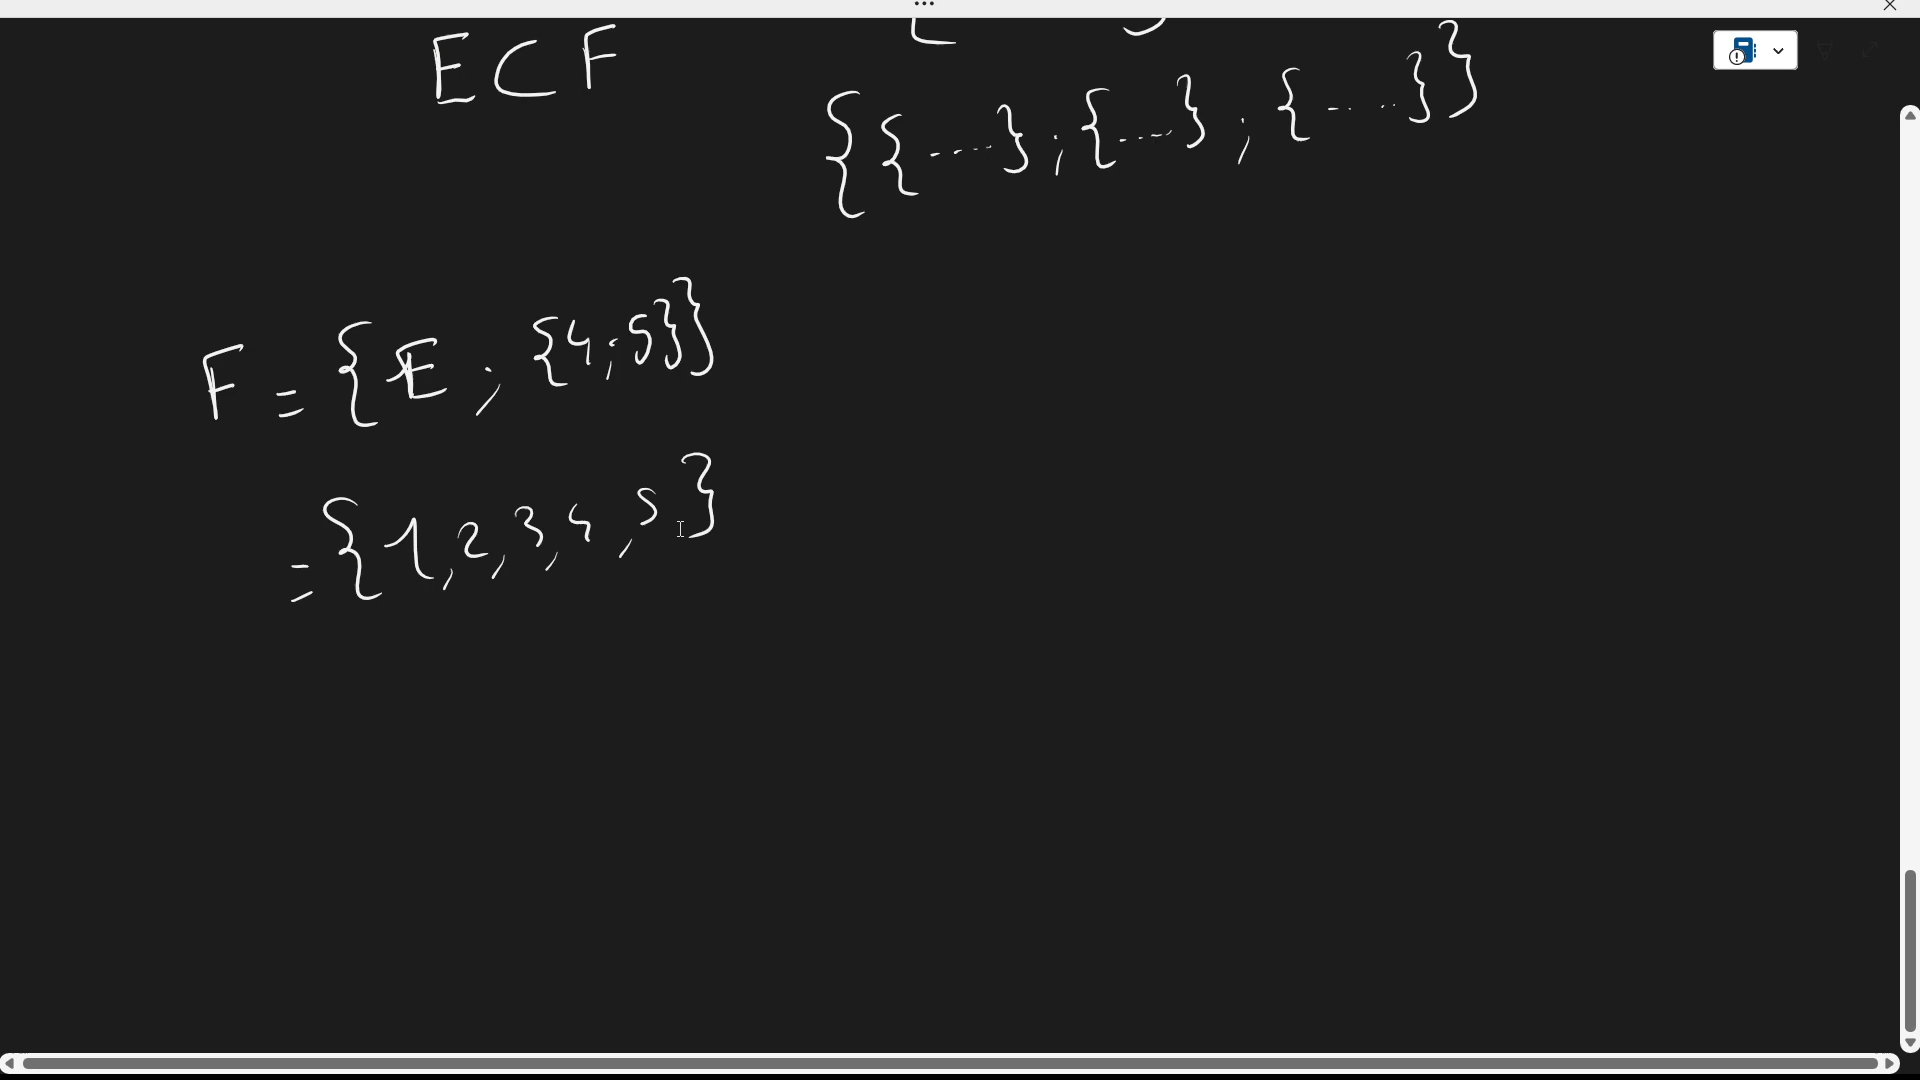 E ⊂ F
{{....} ; {....} ; {....}}
F = {E ; {4 ; 5}}
= {1, 2, 3, 4, 5}